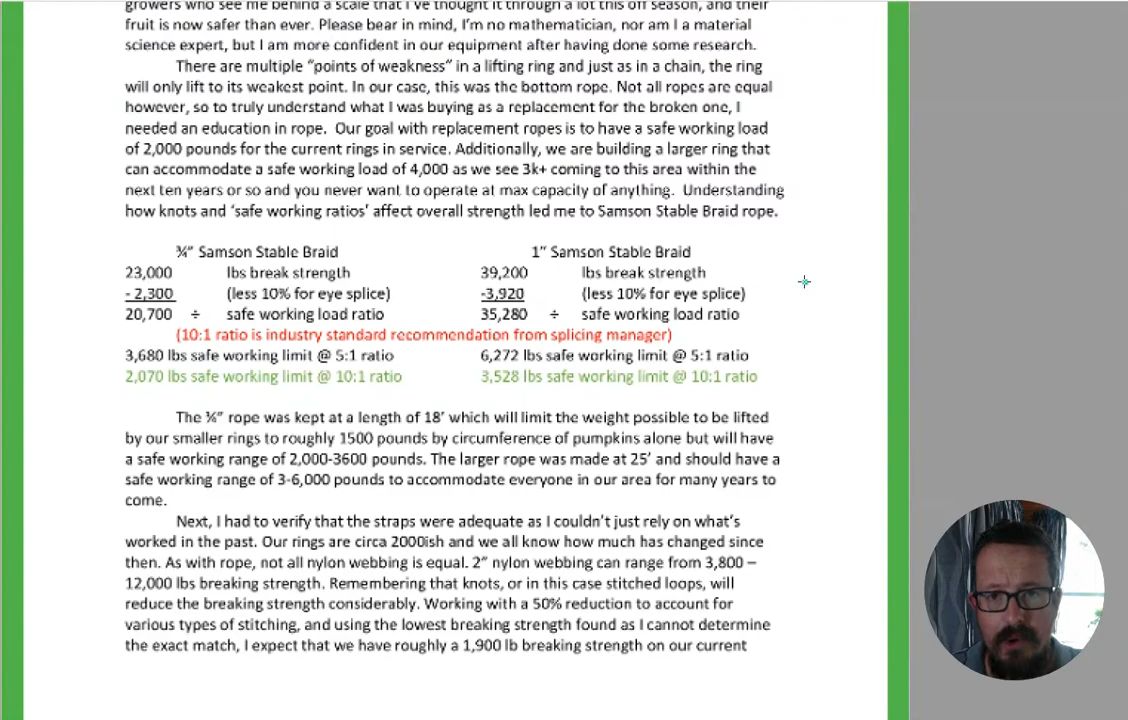 growers who see me behind a scale that I've thought it through a lot this off season, and their
fruit is now safer than ever. Please bear in mind, I'm no mathematician, nor am I a material
science expert, but I am more confident in our equipment after having done some research.
There are multiple “points of weakness” in a lifting ring and just as in a chain, the ring
will only lift to its weakest point. In our case, this was the bottom rope. Not all ropes are equal
however, so to truly understand what I was buying as a replacement for the broken one, I
needed an education in rope.  Our goal with replacement ropes is to have a safe working load
of 2,000 pounds for the current rings in service. Additionally, we are building a larger ring that
can accommodate a safe working load of 4,000 as we see 3k+ coming to this area within the
next ten years or so and you never want to operate at max capacity of anything.  Understanding
how knots and ‘safe working ratios’ affect overall strength led me to Samson Stable Braid rope.
¾” Samson Stable Braid 1” Samson Stable Braid
23,000 lbs break strength 39,200 lbs break strength
- 2,300 (less 10% for eye splice) -3,920 (less 10% for eye splice)
20,700 ÷ safe working load ratio 35,280 ÷ safe working load ratio
(10:1 ratio is industry standard recommendation from splicing manager)
3,680 lbs safe working limit @ 5:1 ratio 6,272 lbs safe working limit @ 5:1 ratio
2,070 lbs safe working limit @ 10:1 ratio 3,528 lbs safe working limit @ 10:1 ratio
The ¾” rope was kept at a length of 18’ which will limit the weight possible to be lifted
by our smaller rings to roughly 1500 pounds by circumference of pumpkins alone but will have
a safe working range of 2,000-3600 pounds. The larger rope was made at 25’ and should have a
safe working range of 3-6,000 pounds to accommodate everyone in our area for many years to
come.
Next, I had to verify that the straps were adequate as I couldn’t just rely on what’s
worked in the past. Our rings are circa 2000ish and we all know how much has changed since
then. As with rope, not all nylon webbing is equal. 2” nylon webbing can range from 3,800 –
12,000 lbs breaking strength. Remembering that knots, or in this case stitched loops, will
reduce the breaking strength considerably. Working with a 50% reduction to account for
various types of stitching, and using the lowest breaking strength found as I cannot determine
the exact match, I expect that we have roughly a 1,900 lb breaking strength on our current